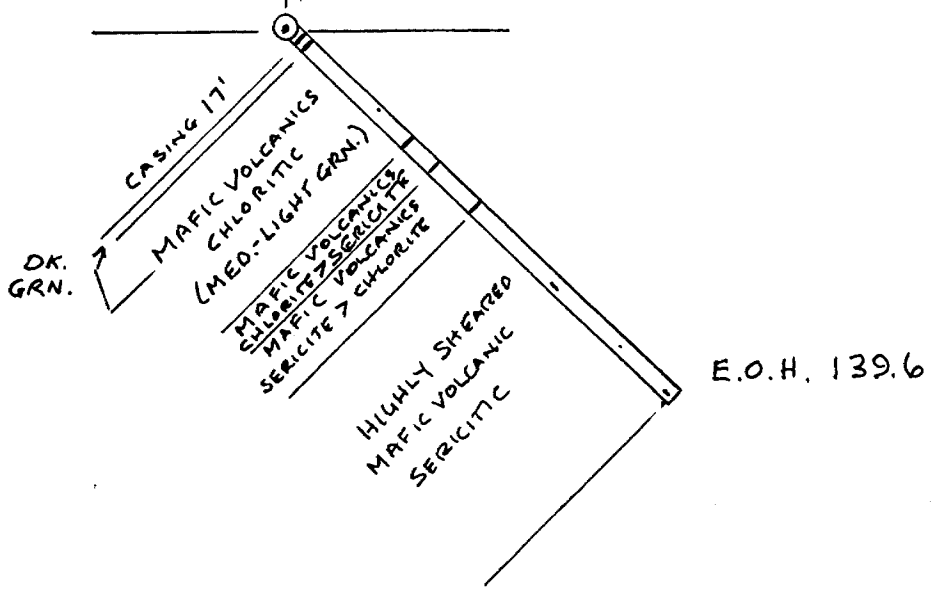 CASING 17'
DK.
GRN.
MAFIC VOLCANICS
CHLORITIC
(MED.-LIGHT GRN.)
MAFIC VOLCANICS
CHLORITE > SERICITE
MAFIC VOLCANICS
SERICITE > CHLORITE
HIGHLY SHEARED
MAFIC VOLCANIC
SERICITIC
E.O.H. 139.6